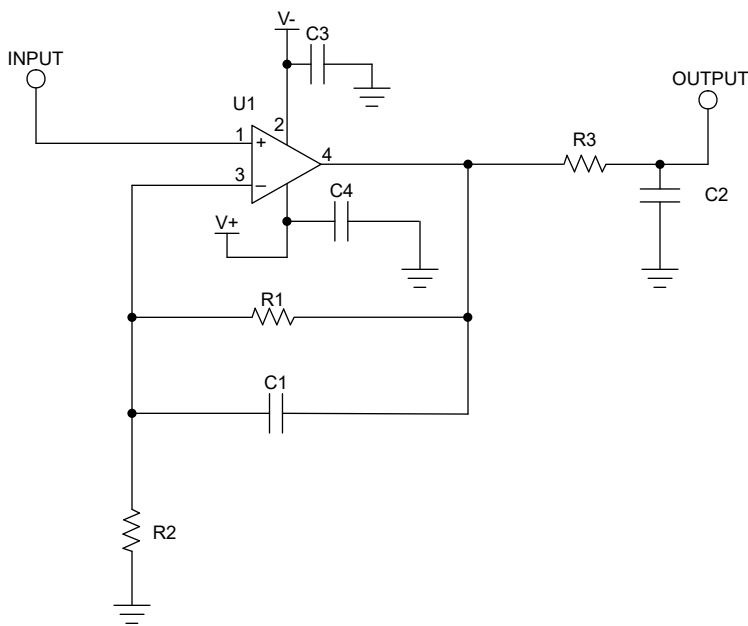 V-
C3
INPUT
OUTPUT
U1
2
1
+
R3
4
3
−
C4
C2
V+
R1
C1
R2